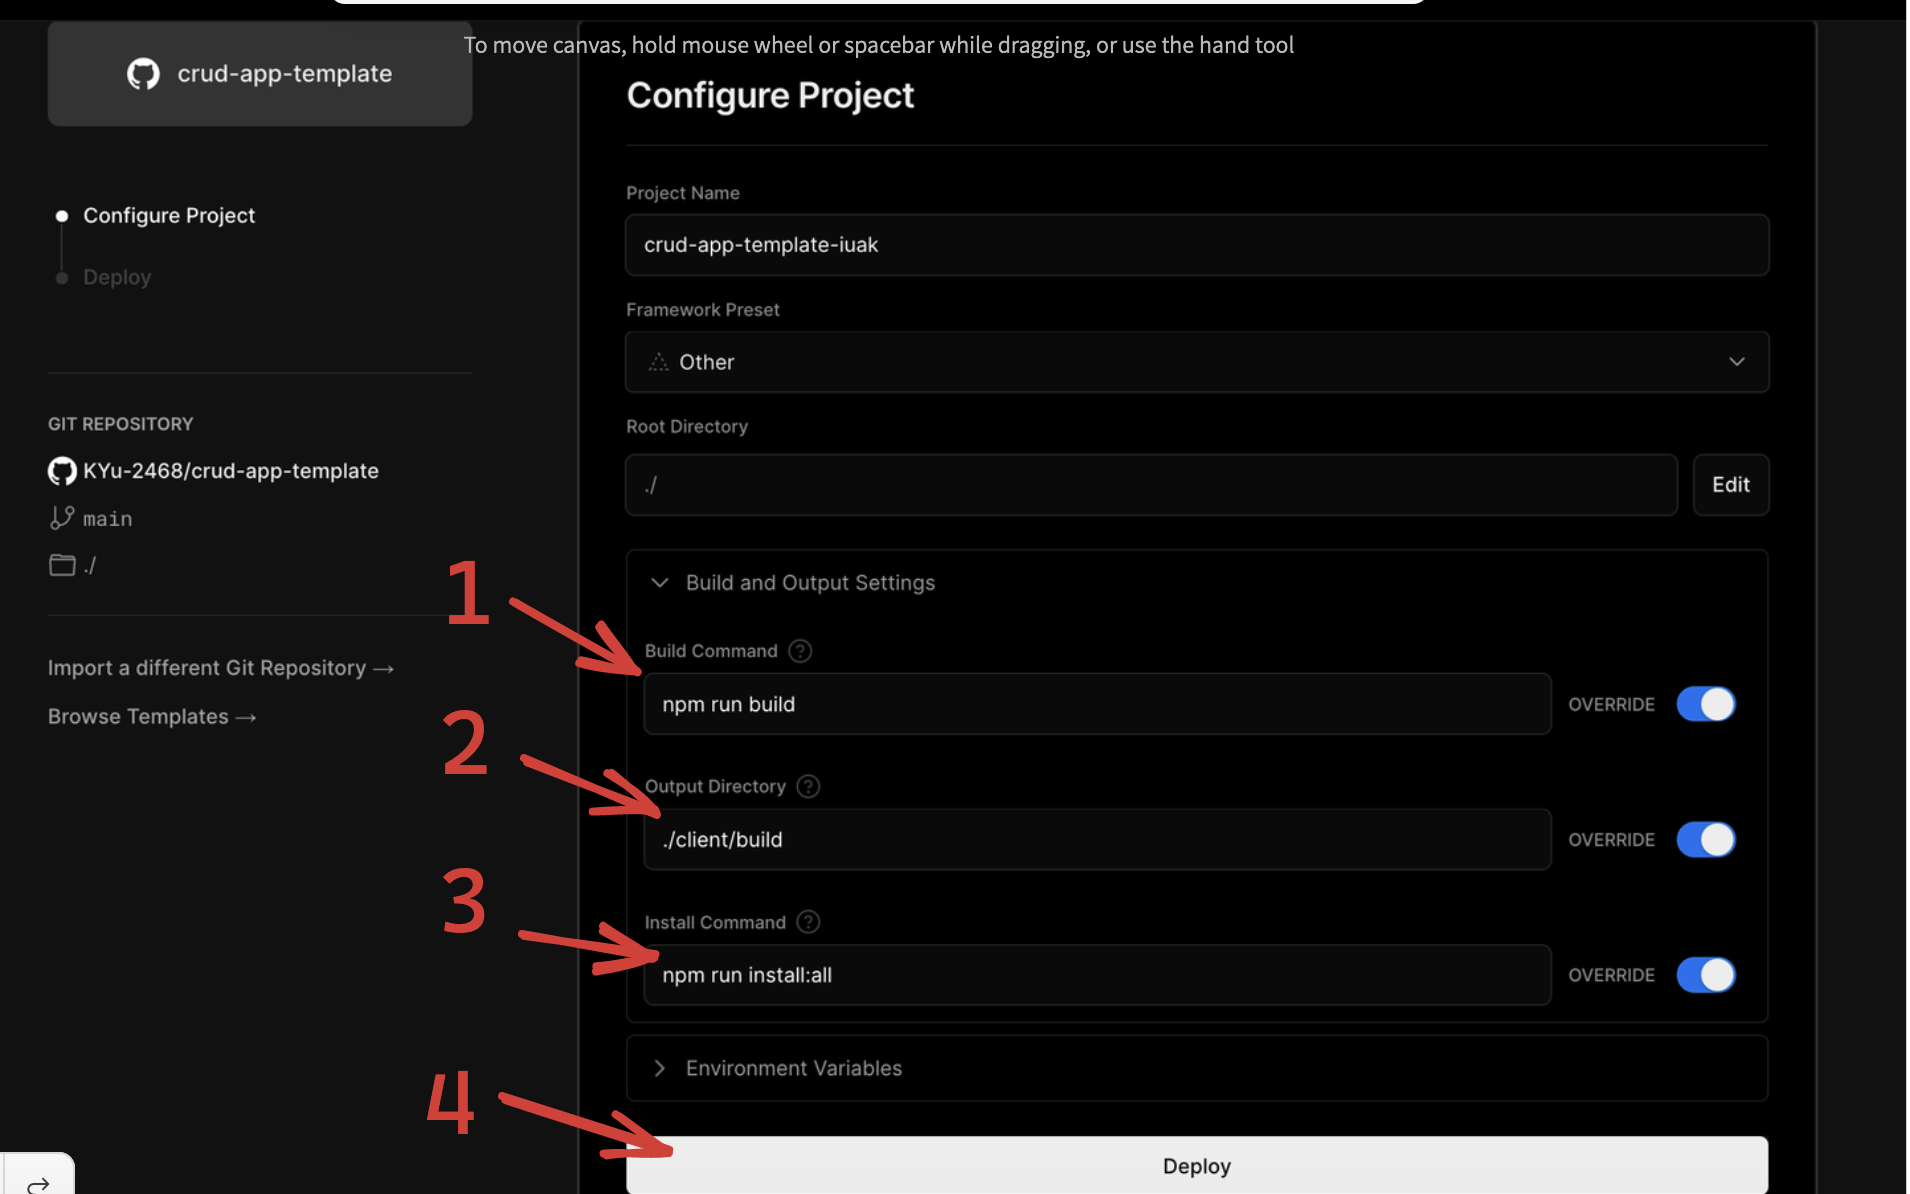 To move canvas, hold mouse wheel or spacebar while dragging, or use the hand tool
crud-app-template
Configure Project
Deploy
GIT REPOSITORY
KYu-2468/crud-app-template
main
./
Import a different Git Repository →
Browse Templates →
Configure Project
Project Name
crud-app-template-iuak
Framework Preset
Other
Root Directory
./
Edit
Build and Output Settings
1
Build Command ?
npm run build
OVERRIDE
2
Output Directory ?
./client/build
OVERRIDE
3
Install Command ?
npm run install:all
OVERRIDE
Environment Variables
4
Deploy